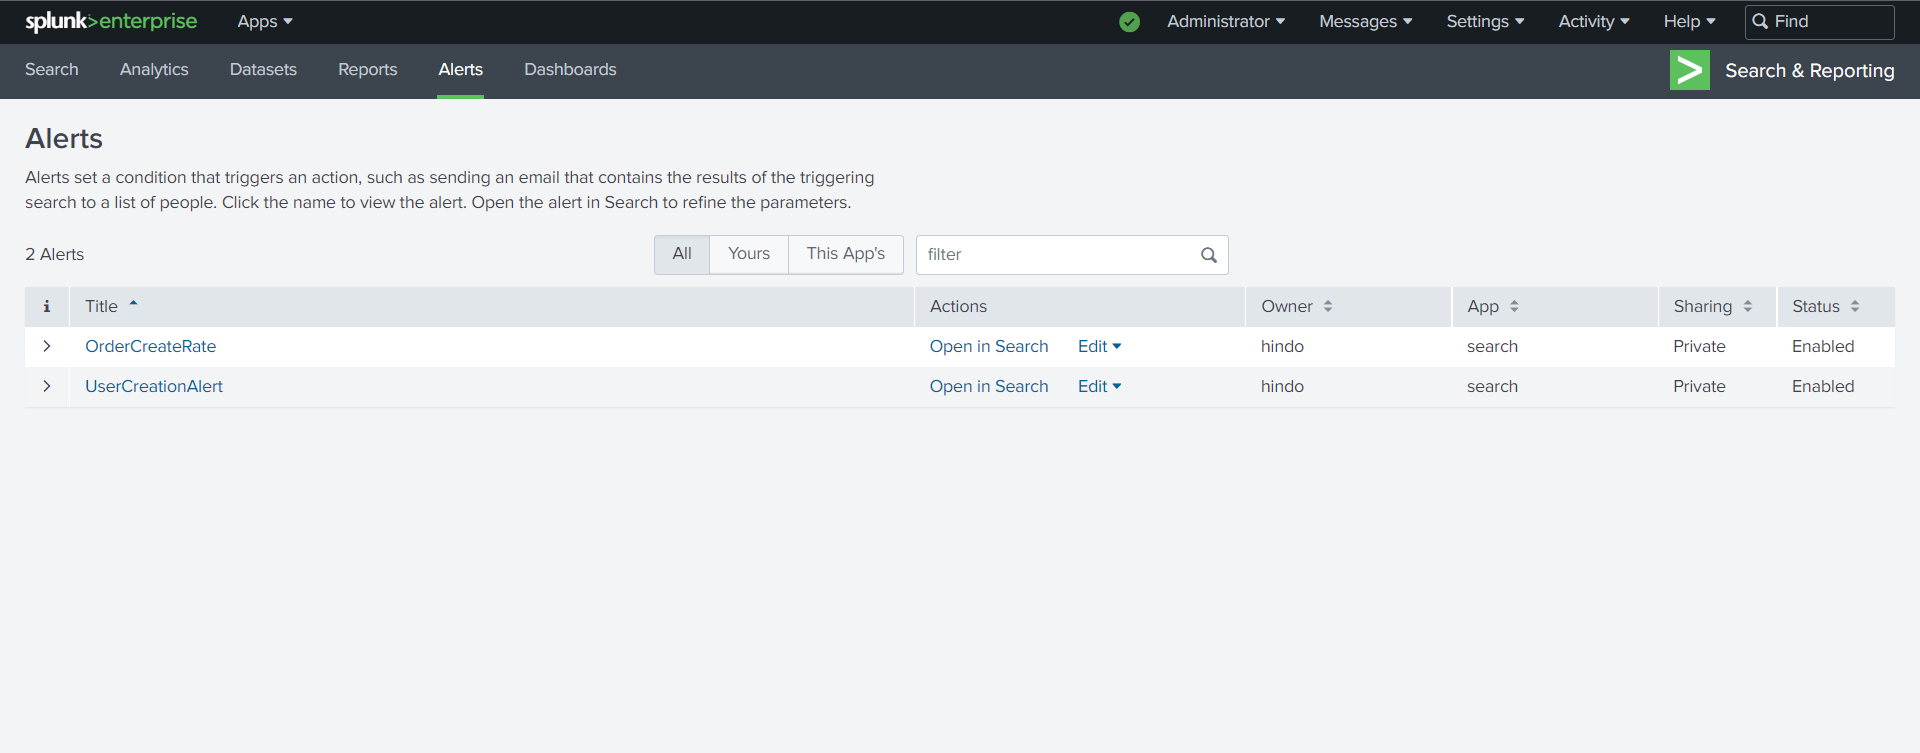 splunk>enterprise Apps Administrator Messages Settings Activity Help Find
Search Analytics Datasets Reports Alerts Dashboards Search & Reporting
Alerts
Alerts set a condition that triggers an action, such as sending an email that contains the results of the triggering
search to a list of people. Click the name to view the alert. Open the alert in Search to refine the parameters.
2 Alerts All Yours This App's filter
i Title Actions Owner App Sharing Status
OrderCreateRate Open in Search Edit hindo search Private Enabled
UserCreationAlert Open in Search Edit hindo search Private Enabled